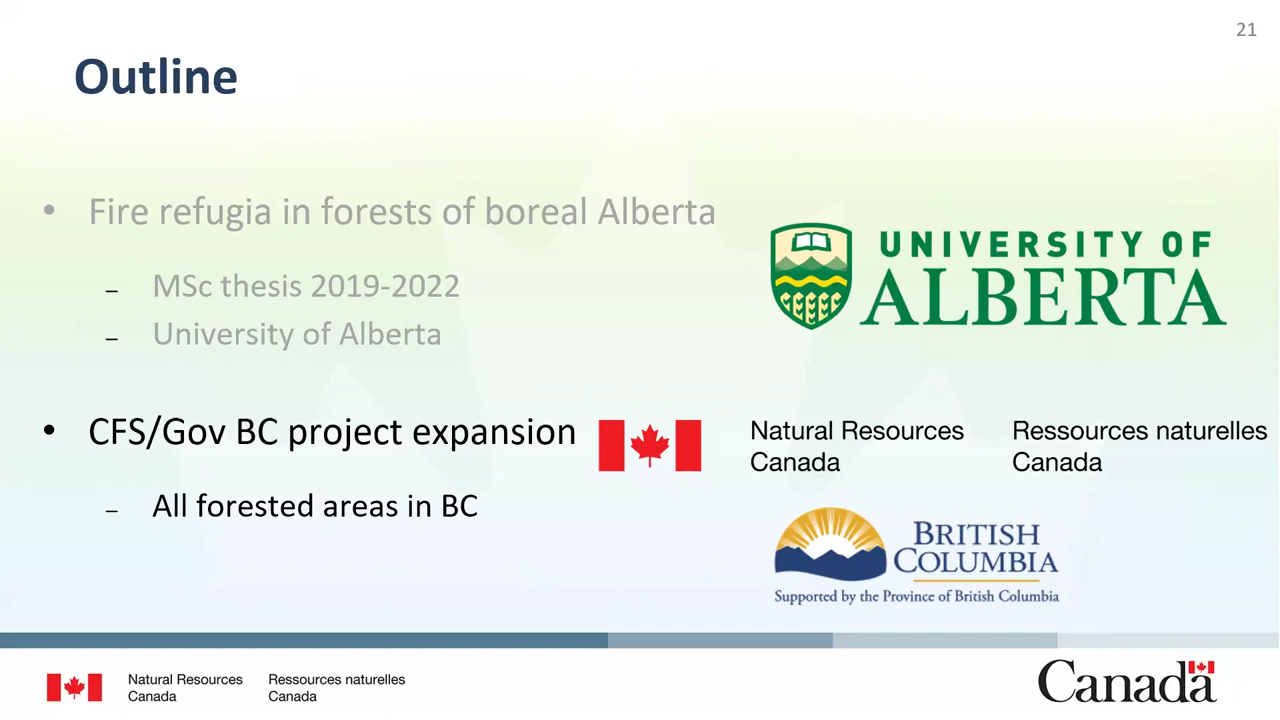 21
Outline
• Fire refugia in forests of boreal Alberta
– MSc thesis 2019-2022
– University of Alberta
UNIVERSITY OF
ALBERTA
• CFS/Gov BC project expansion
Natural Resources
Canada
Ressources naturelles
Canada
– All forested areas in BC
BRITISH
COLUMBIA
Supported by the Province of British Columbia
Natural Resources
Canada
Ressources naturelles
Canada
Canada